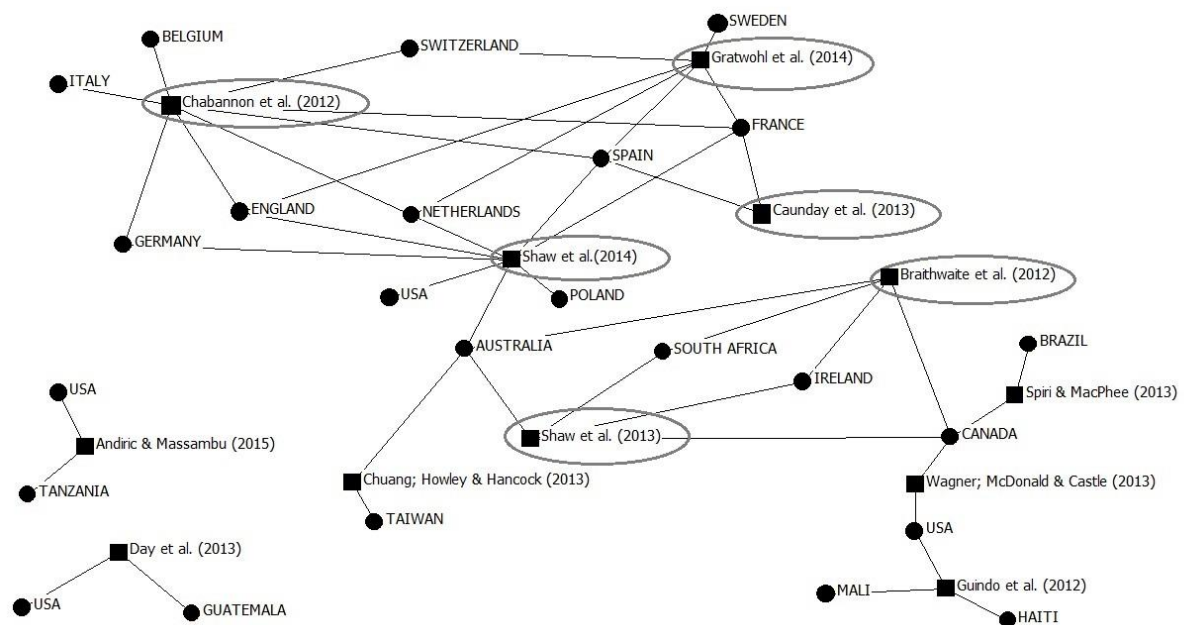 SWEDEN
BELGIUM
SWITZERLAND
Gratwohl et al. (2014)
ITALY
Chabannon et al. (2012)
FRANCE
SPAIN
ENGLAND
NETHERLANDS
Caunday et al. (2013)
GERMANY
Shaw et al.(2014)
Braithwaite et al. (2012)
USA
POLAND
AUSTRALIA
SOUTH AFRICA
BRAZIL
IRELAND
USA
Spiri & MacPhee (2013)
Andiric & Massambu (2015)
Shaw et al. (2013)
CANADA
TANZANIA
Chuang; Howley & Hancock (2013)
Wagner; McDonald & Castle (2013)
TAIWAN
USA
Day et al. (2013)
MALI
Guindo et al. (2012)
USA
GUATEMALA
HAITI